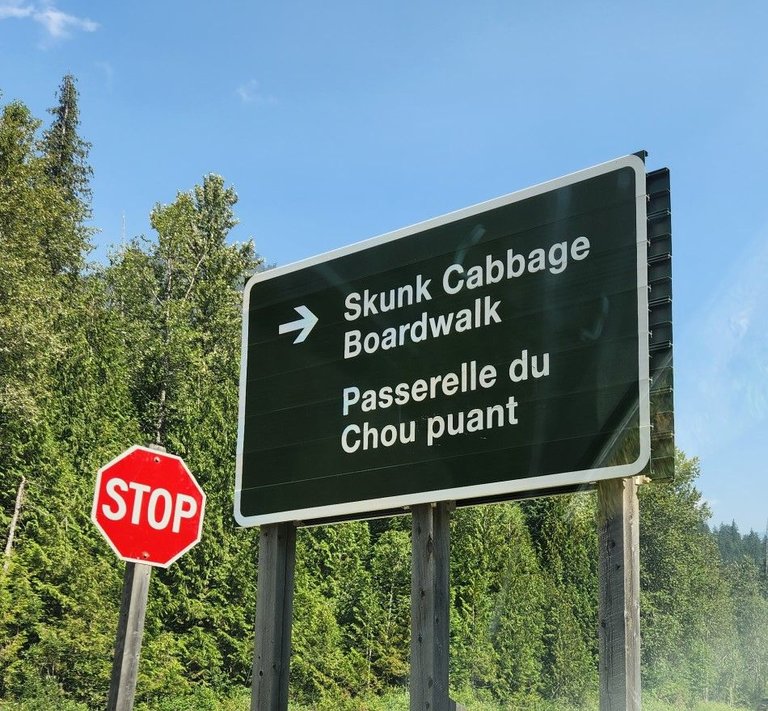 Skunk Cabbage
Boardwalk
Passerelle du
Chou puant
STOP